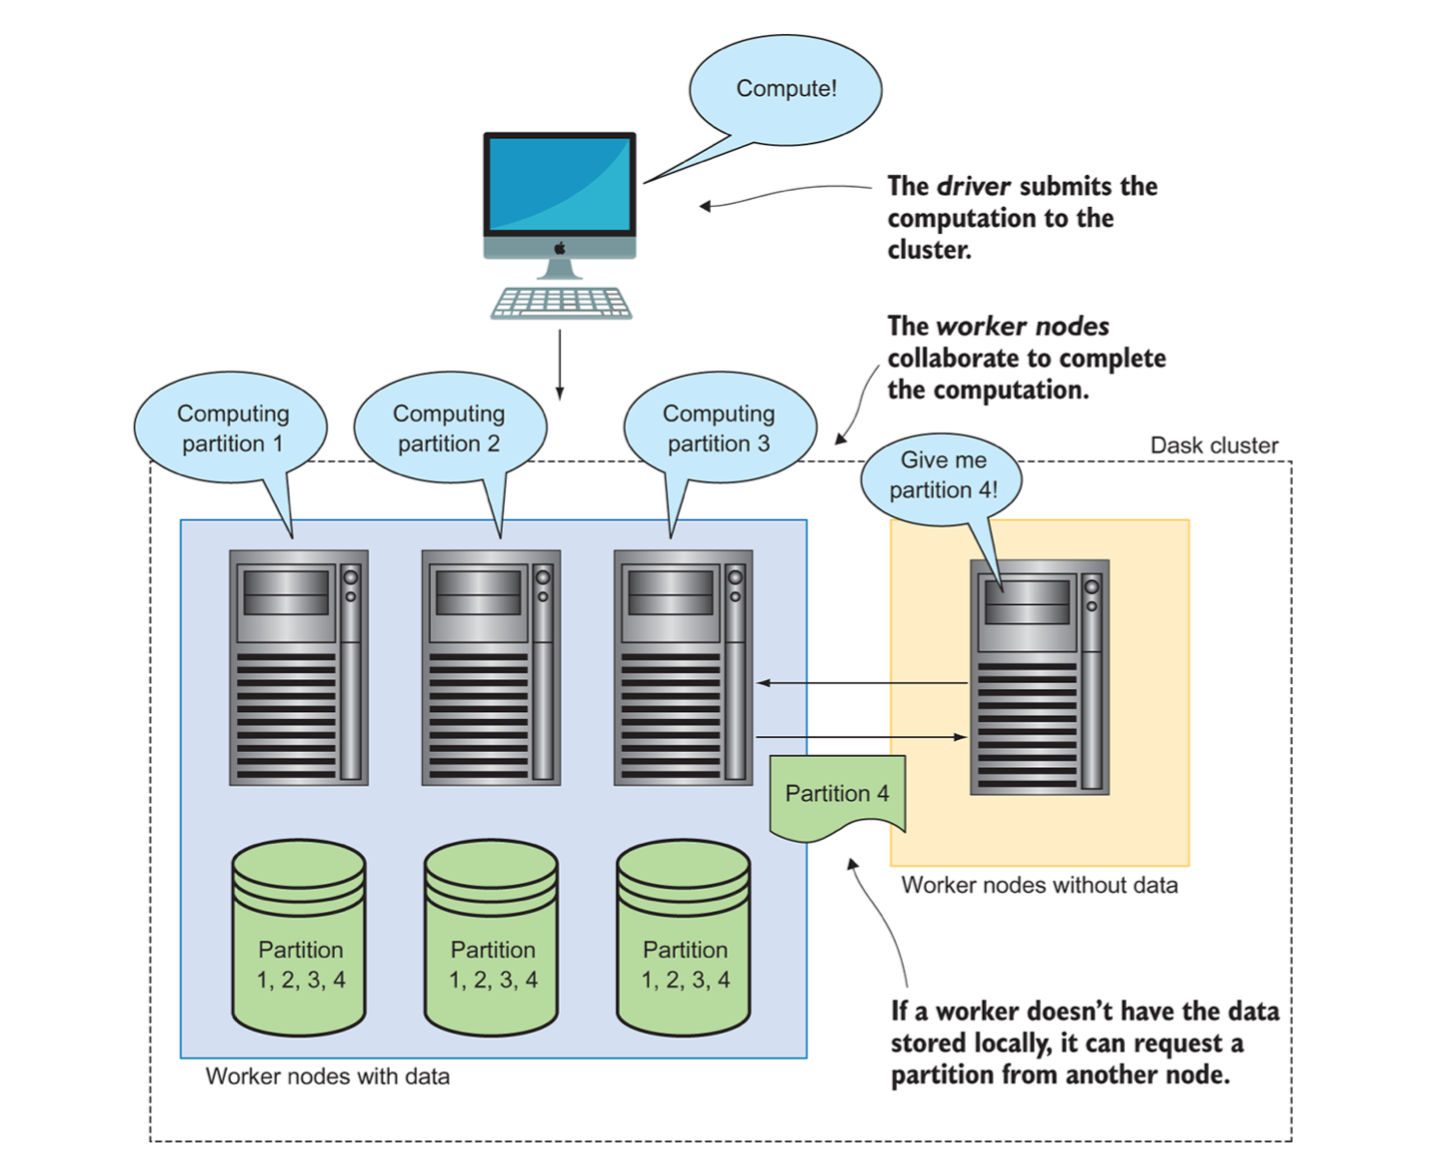 Compute!
The driver submits the
computation to the
cluster.
The worker nodes
collaborate to complete
the computation.
Computing
partition 1
Computing
partition 2
Computing
partition 3
Give me
partition 4!
Dask cluster
Partition 4
Worker nodes without data
Partition
1, 2, 3, 4
Partition
1, 2, 3, 4
Partition
1, 2, 3, 4
If a worker doesn’t have the data
stored locally, it can request a
partition from another node.
Worker nodes with data